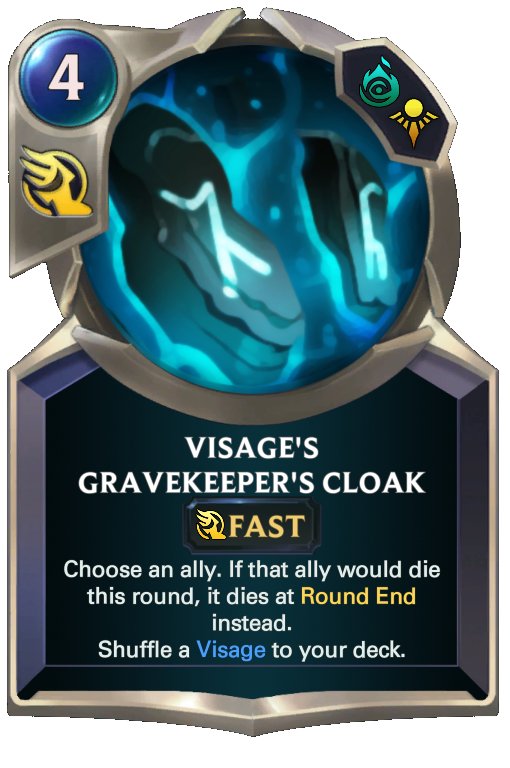 4
VISAGE'S
GRAVEKEEPER'S CLOAK
FAST
Choose an ally. If that ally would die
this round, it dies at Round End
instead.
Shuffle a Visage to your deck.